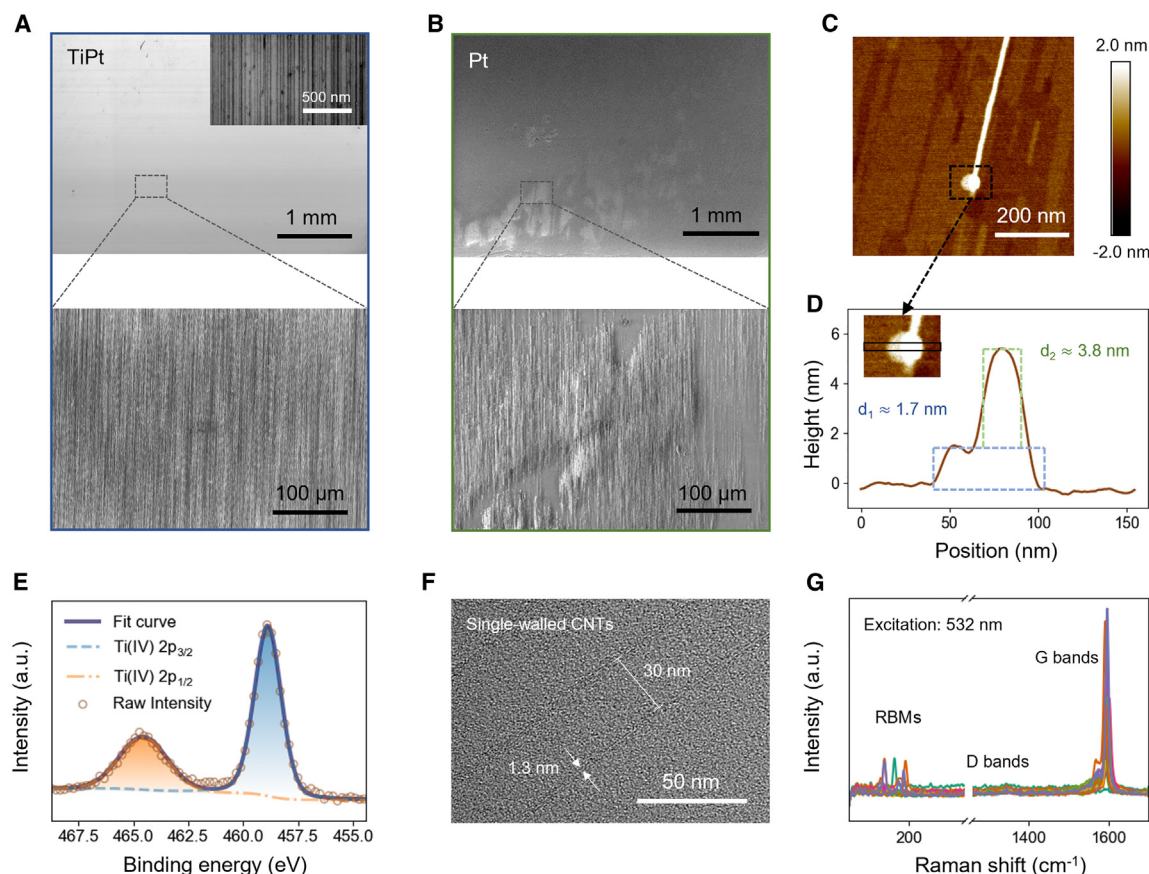 A
TiPt
500 nm
1 mm
100 μm
B
Pt
1 mm
100 μm
C
2.0 nm
-2.0 nm
200 nm
D
6
4
2
0
Height (nm)
d₂ ≈ 3.8 nm
d₁ ≈ 1.7 nm
0 50 100 150
Position (nm)
E
Fit curve
Ti(IV) 2p₃/₂
Ti(IV) 2p₁/₂
Raw Intensity
Intensity (a.u.)
467.5 465.0 462.5 460.0 457.5 455.0
Binding energy (eV)
F
Single-walled CNTs
30 nm
1.3 nm
50 nm
G
Excitation: 532 nm
G bands
RBMs
D bands
Intensity (a.u.)
200 1400 1600
Raman shift (cm⁻¹)